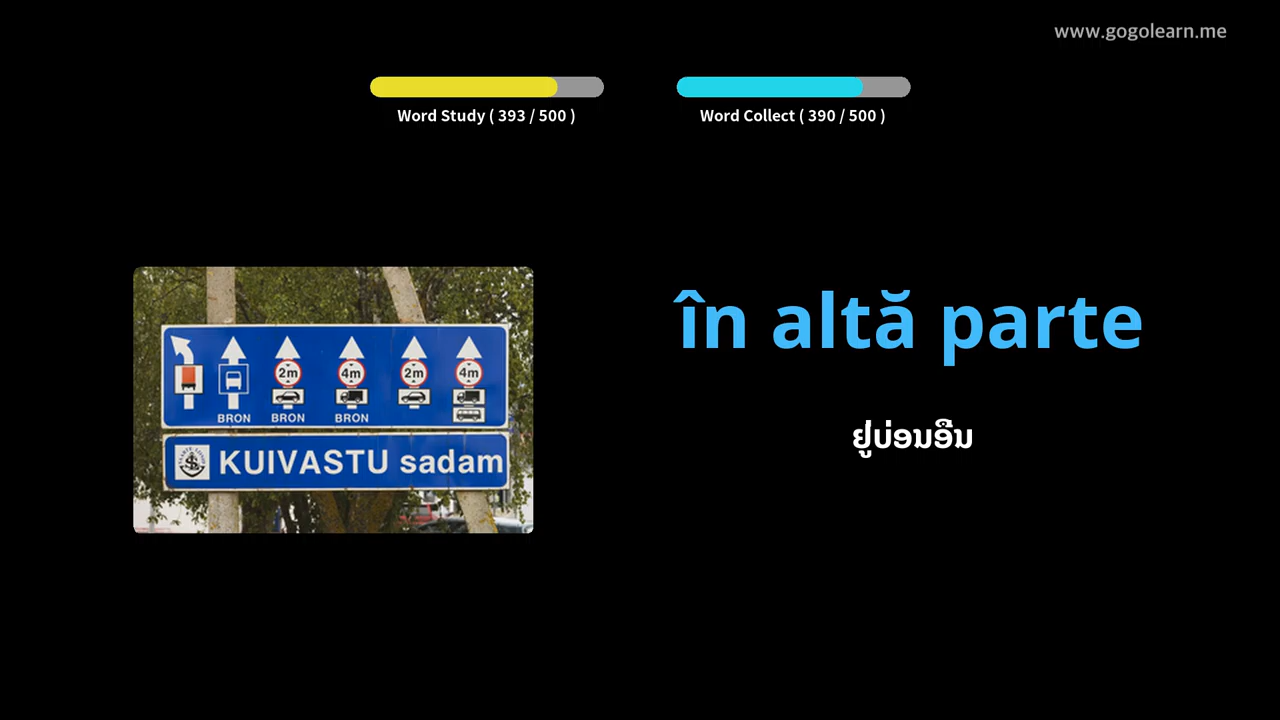 www.gogolearn.me
Word Study ( 393 / 500 )
Word Collect ( 390 / 500 )
în altă parte
ຢູ່ບ່ອນອື່ນ
2m 4m 2m 4m
BRON BRON BRON
KUIVASTU sadam